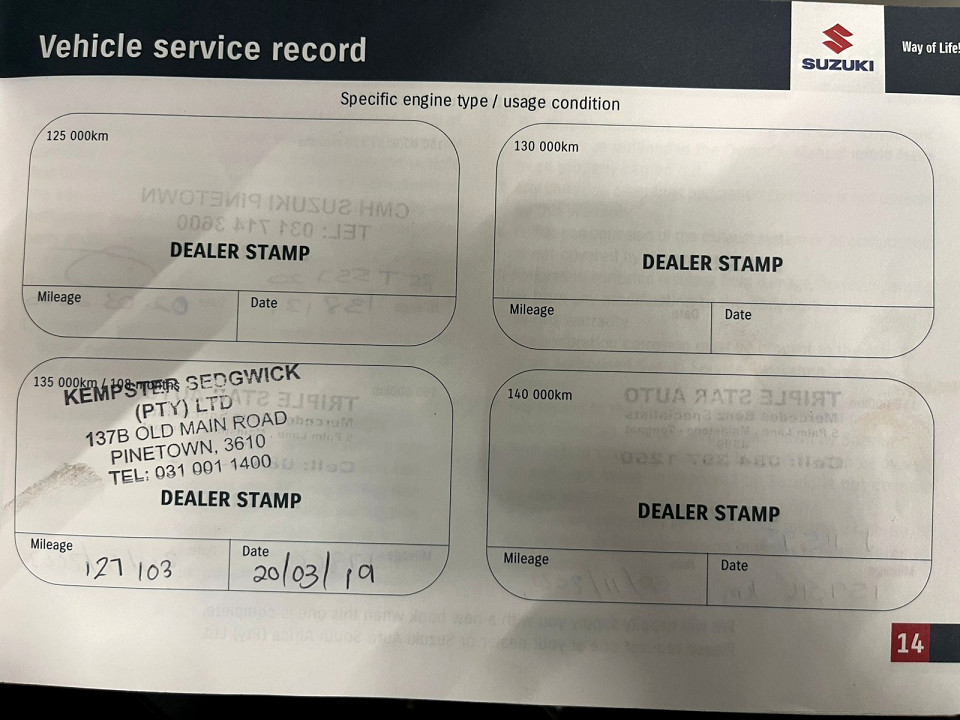 Vehicle service record
SUZUKI
Way of Life!
Specific engine type / usage condition
125 000km
DEALER STAMP
Mileage
Date
130 000km
DEALER STAMP
Mileage
Date
135 000km / 108 months
KEMPSTER SEDGWICK
(PTY) LTD
137B OLD MAIN ROAD
PINETOWN, 3610
TEL: 031 001 1400
DEALER STAMP
Mileage
127 103
Date
20/03/19
140 000km
DEALER STAMP
Mileage
Date
14